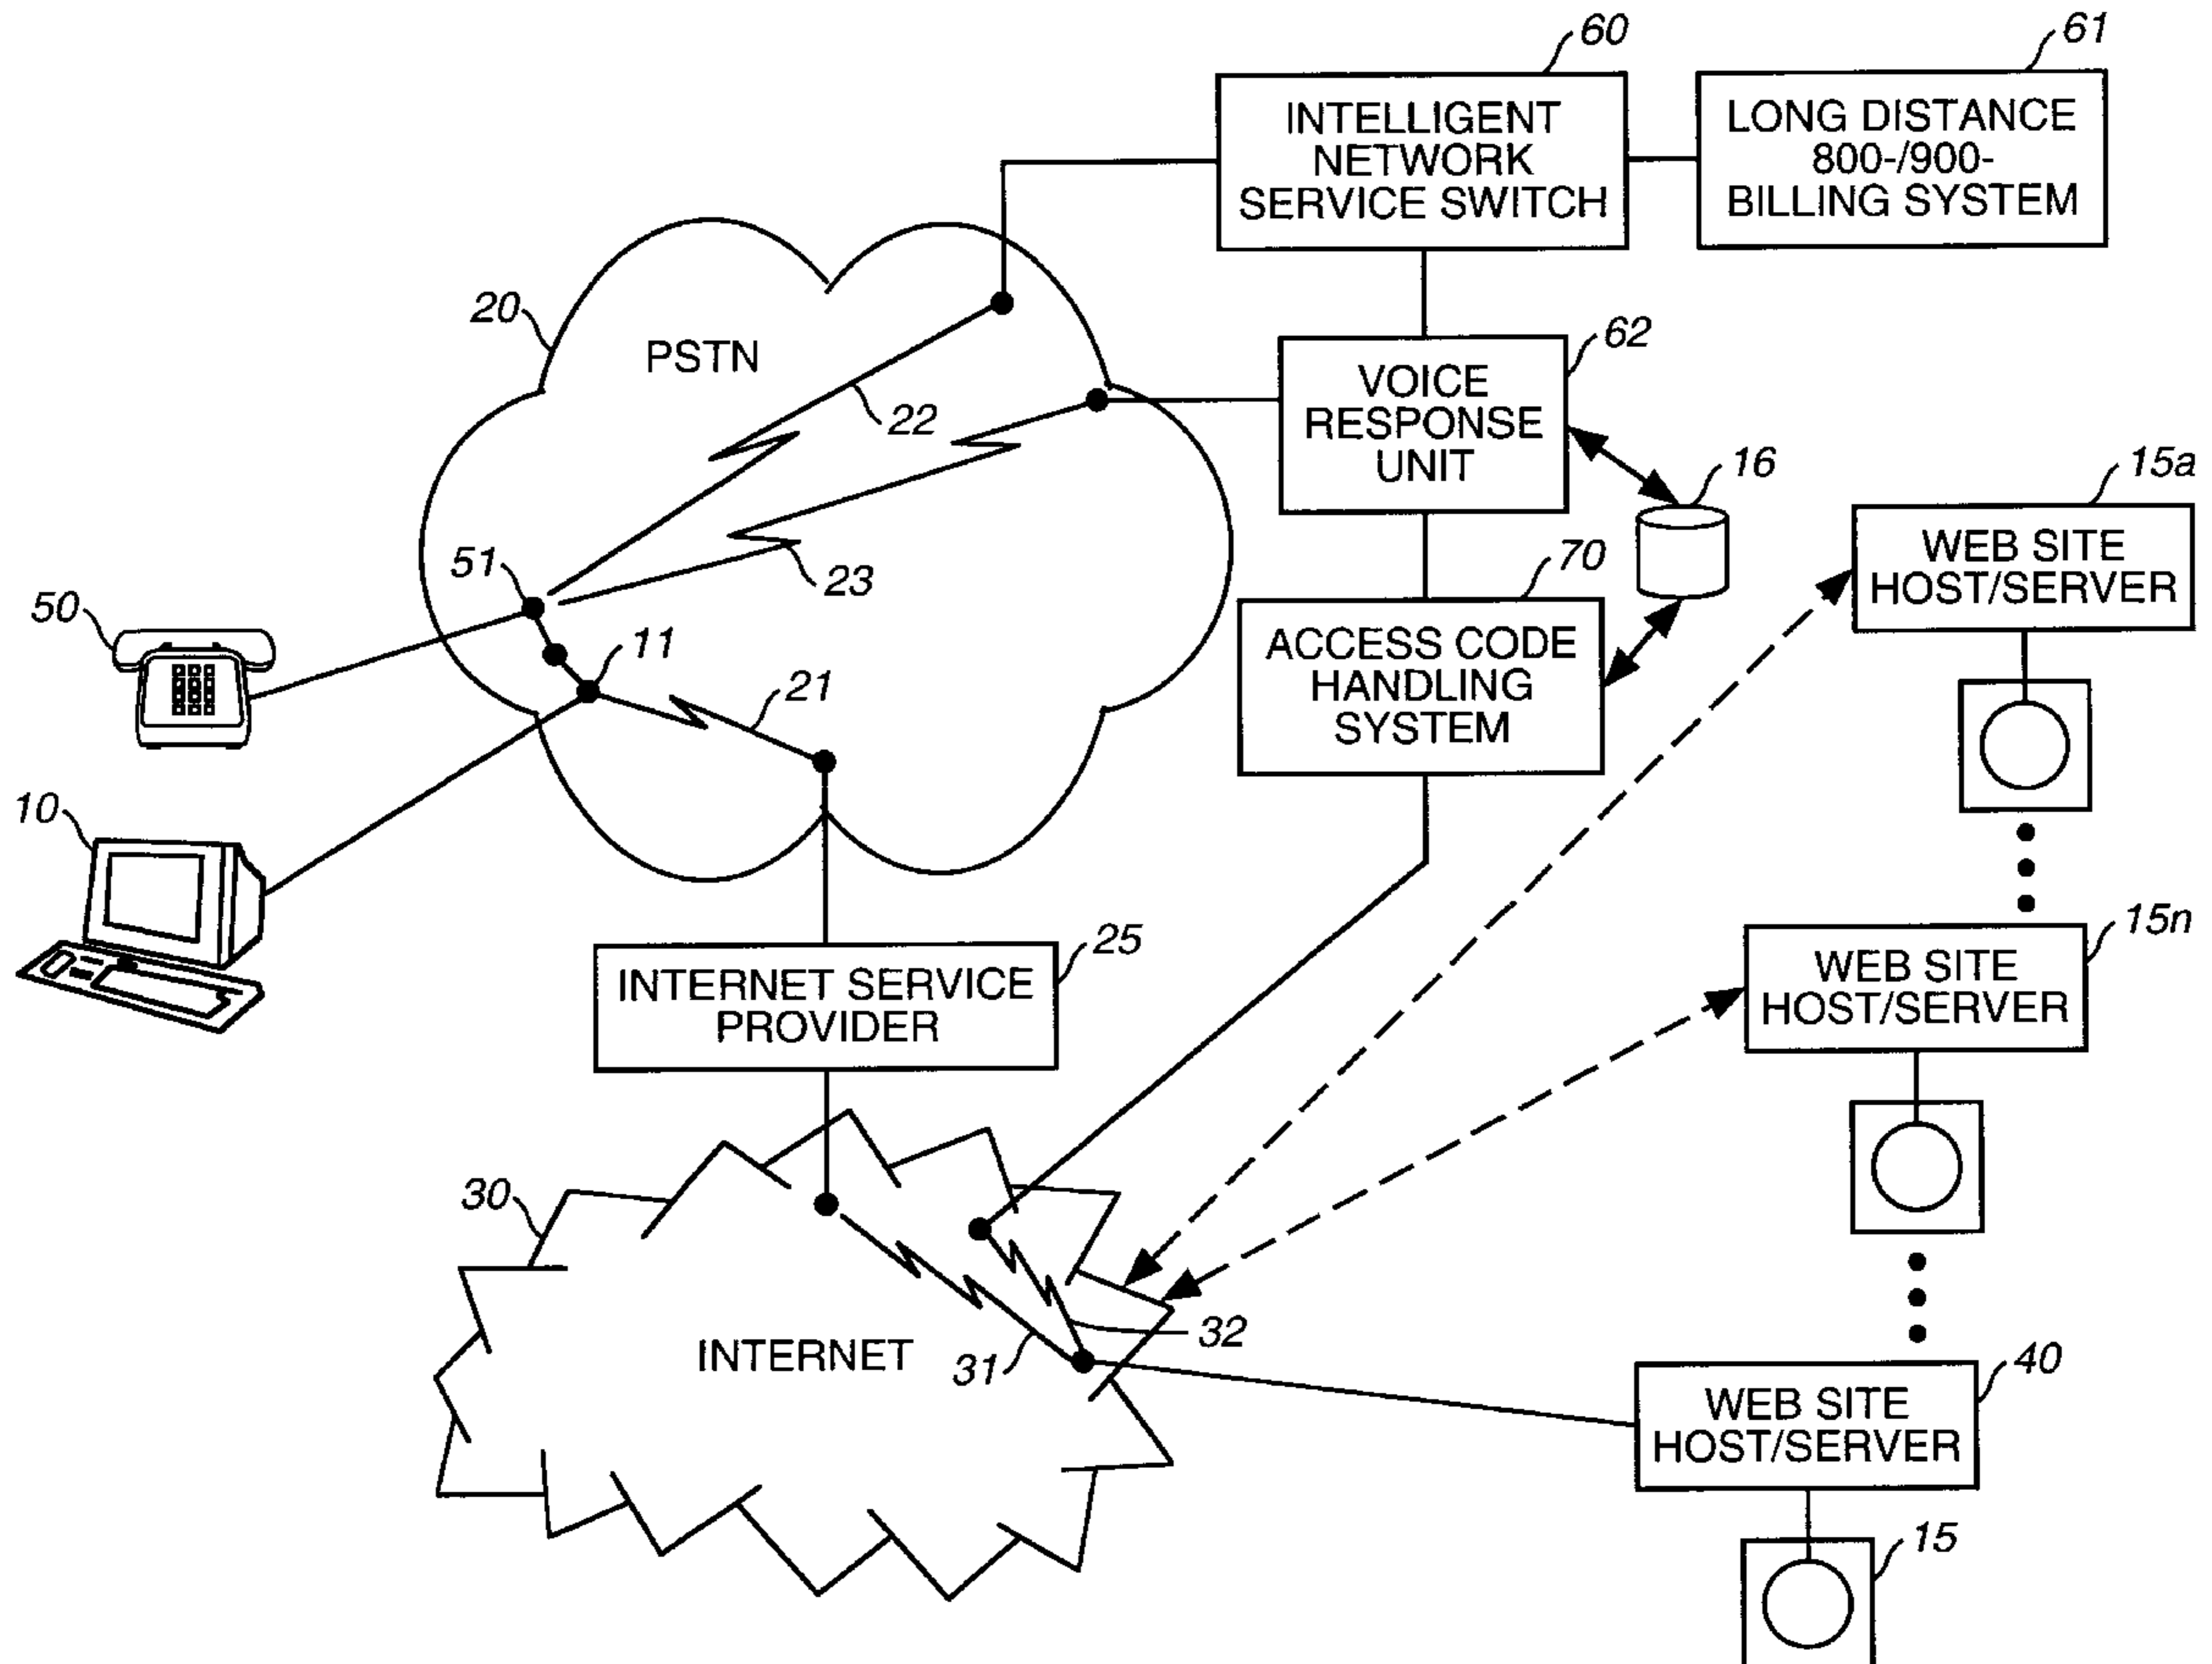 60
61
INTELLIGENT
NETWORK
SERVICE SWITCH
LONG DISTANCE
800-/900-
BILLING SYSTEM
20
PSTN
22
62
VOICE
RESPONSE
UNIT
16
15a
WEB SITE
HOST/SERVER
51
23
70
ACCESS CODE
HANDLING
SYSTEM
50
11
21
10
25
INTERNET SERVICE
PROVIDER
15n
WEB SITE
HOST/SERVER
30
INTERNET
31
32
40
WEB SITE
HOST/SERVER
15